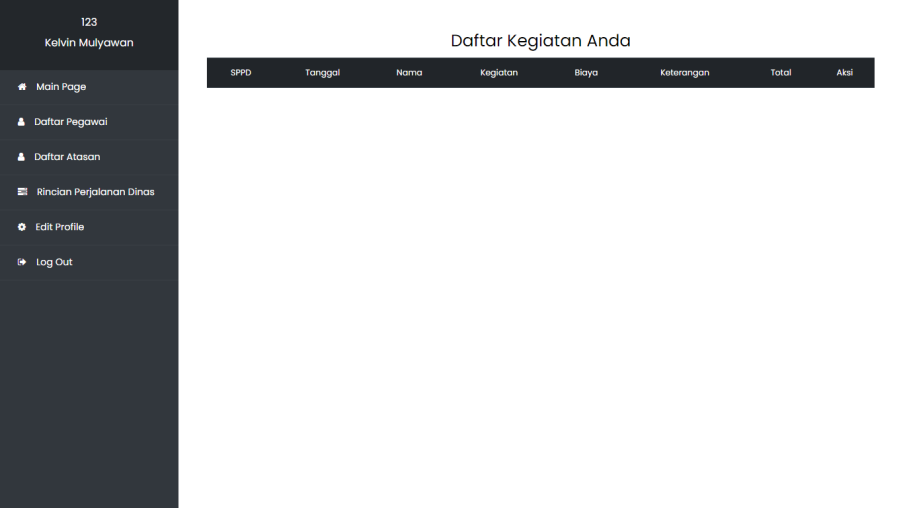 123
Kelvin Mulyawan
Main Page
Daftar Pegawai
Daftar Atasan
Rincian Perjalanan Dinas
Edit Profile
Log Out
Daftar Kegiatan Anda
SPPD Tanggal Nama Kegiatan Biaya Keterangan Total Aksi